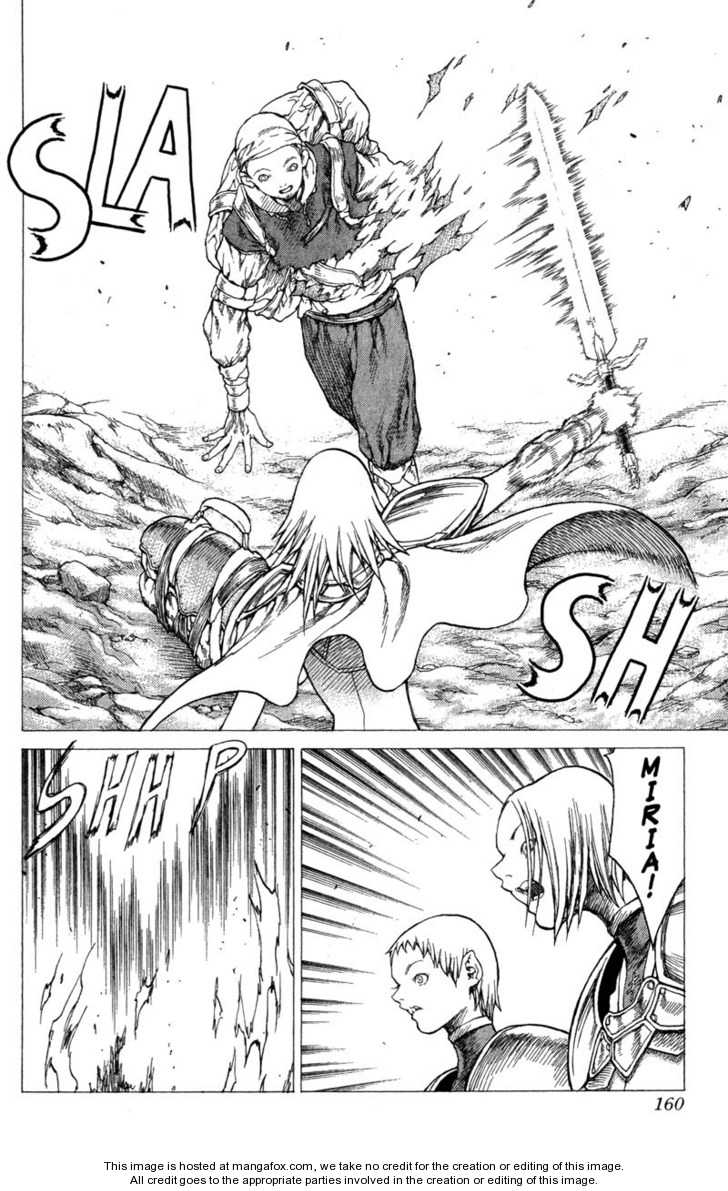 SLA
SH
SHHP
MIRIA!
160
This image is hosted at mangafox.com, we take no credit for the creation or editing of this image.
All credit goes to the appropriate parties involved in the creation or editing of this image.